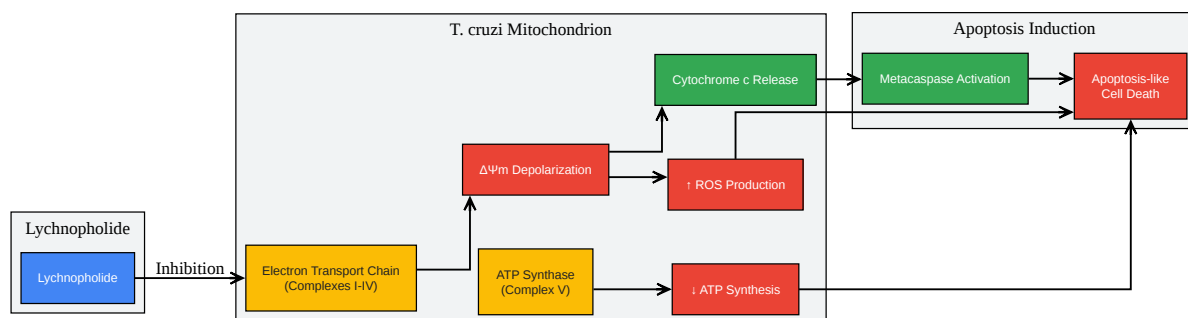 T. cruzi Mitochondrion
Apoptosis Induction
Cytochrome c Release
Metacaspase Activation
Apoptosis-like
Cell Death
ΔΨm Depolarization
↑ ROS Production
Lychnopholide
Lychnopholide
Inhibition
Electron Transport Chain
(Complexes I-IV)
ATP Synthase
(Complex V)
↓ ATP Synthesis